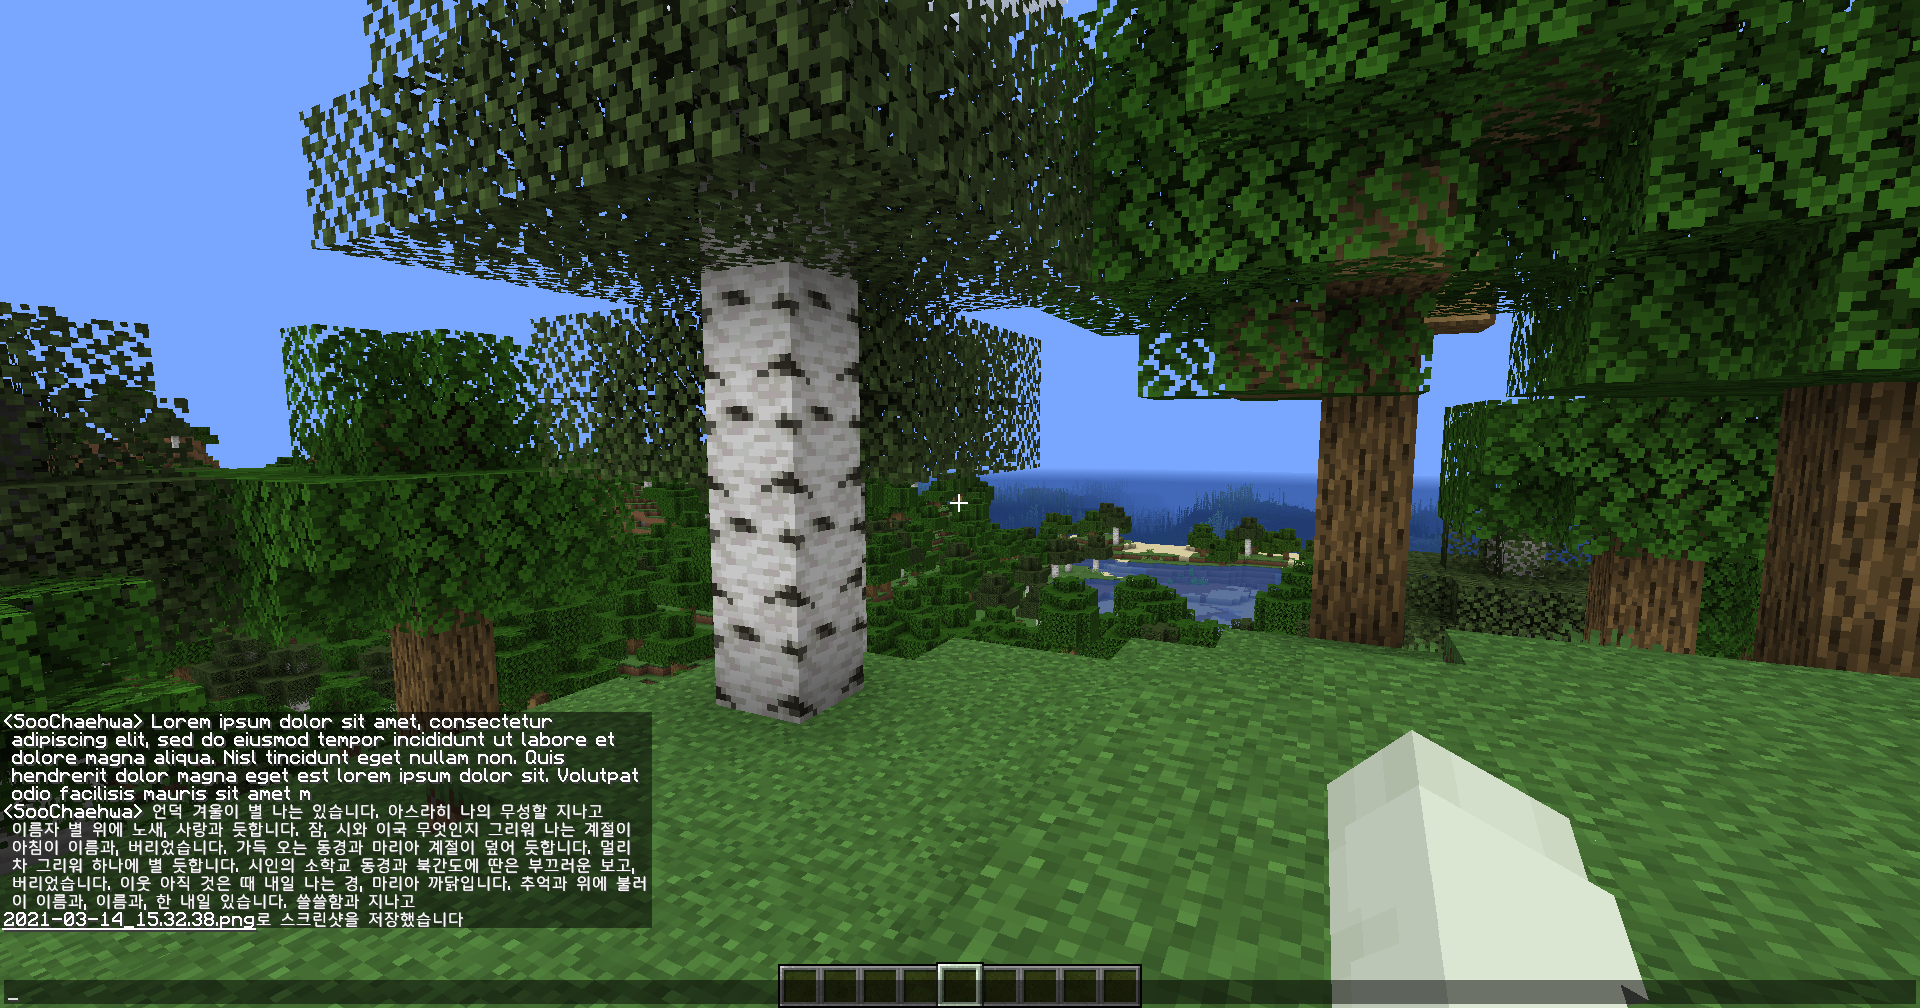 <SooChaehwa> Lorem ipsum dolor sit amet, consectetur
adipiscing elit, sed do eiusmod tempor incididunt ut labore et
dolore magna aliqua. Nisl tincidunt eget nullam non. Quis
hendrerit dolor magna eget est lorem ipsum dolor sit. Volutpat
odio facilisis mauris sit amet m
<SooChaehwa> 언덕 겨울이 별 나는 있습니다. 아스라히 나의 무성할 지나고
이름자 별 위에 노새, 사랑과 듯합니다. 잠, 시와 이국 무엇인지 그리워 나는 계절이
아침이 이름과, 버리었습니다. 가득 오는 동경과 마리아 계절이 덮어 듯합니다. 멀리
차 그리워 하나에 별 듯합니다. 시인의 소학교 동경과 북간도에 딴은 부끄러운 보고,
버리었습니다. 이웃 아직 것은 때 내일 나는 경, 마리아 까닭입니다. 추억과 위에 불러
이 이름과, 이름과, 한 내일 있습니다. 쓸쓸함과 지나고
2021-03-14_15.32.38.png로 스크린샷을 저장했습니다
_